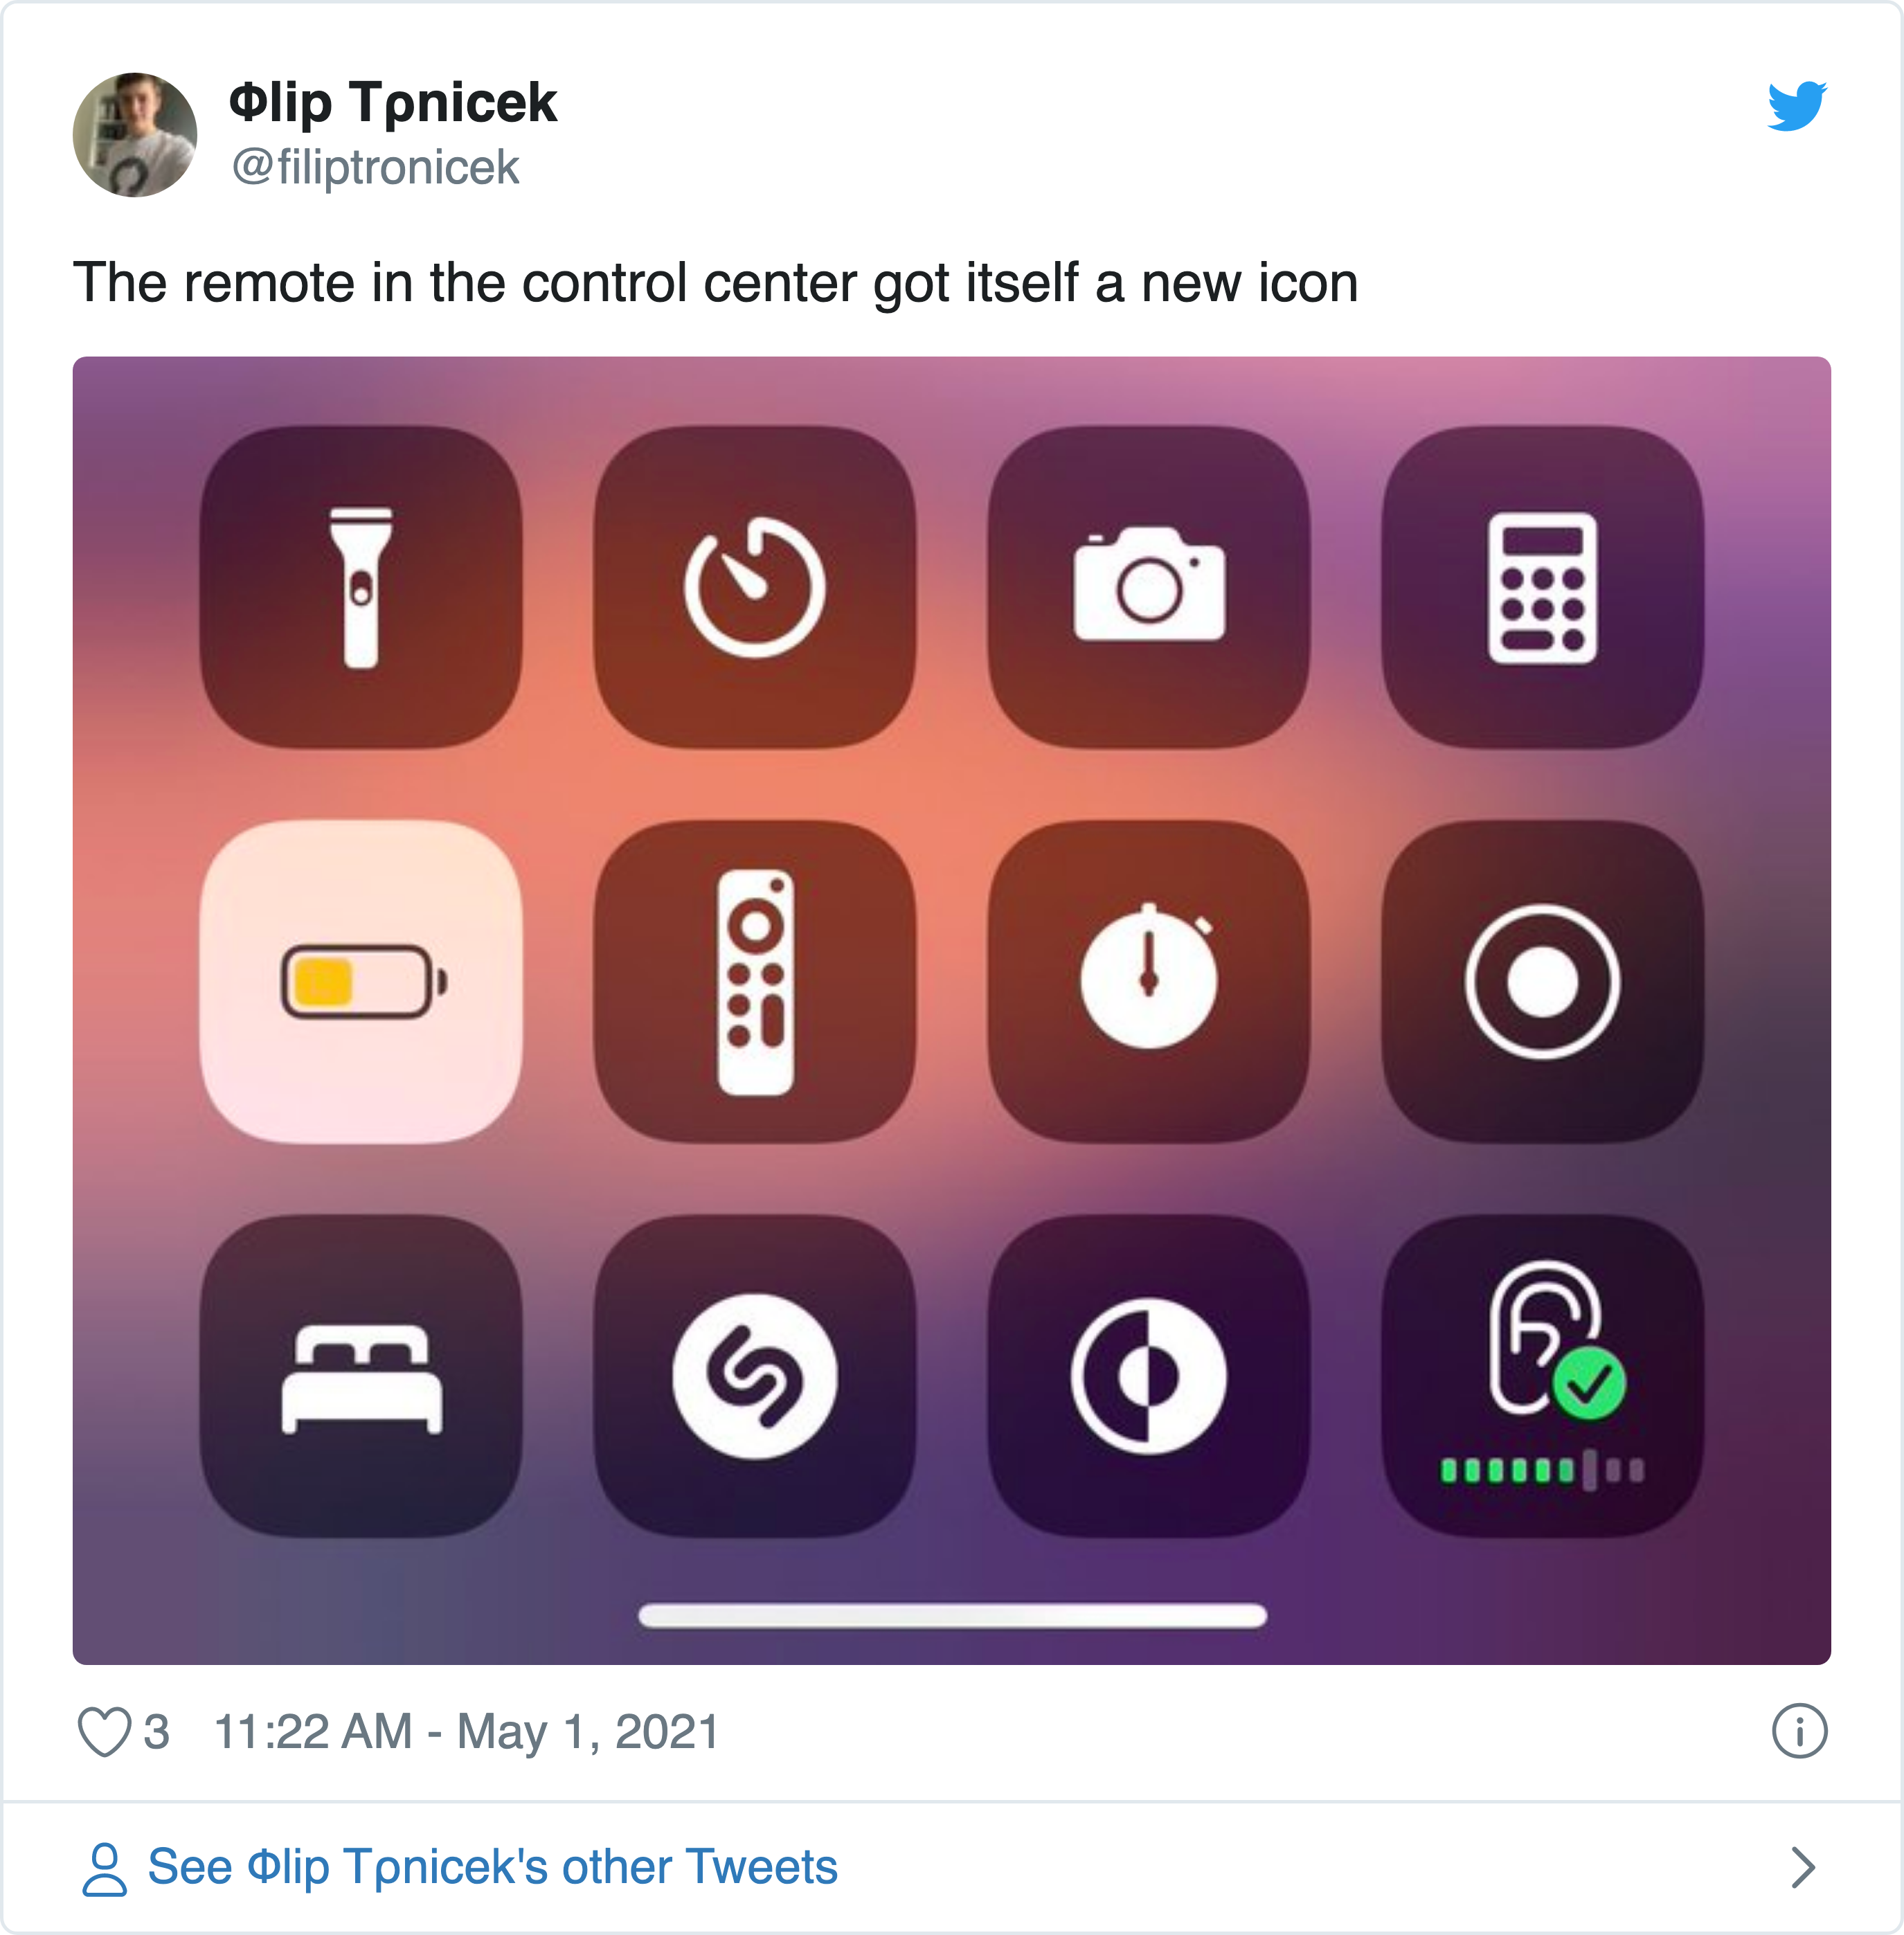 Φlip Tρnicek
@filiptronicek
The remote in the control center got itself a new icon
3 11:22 AM - May 1, 2021
See Φlip Tρnicek's other Tweets